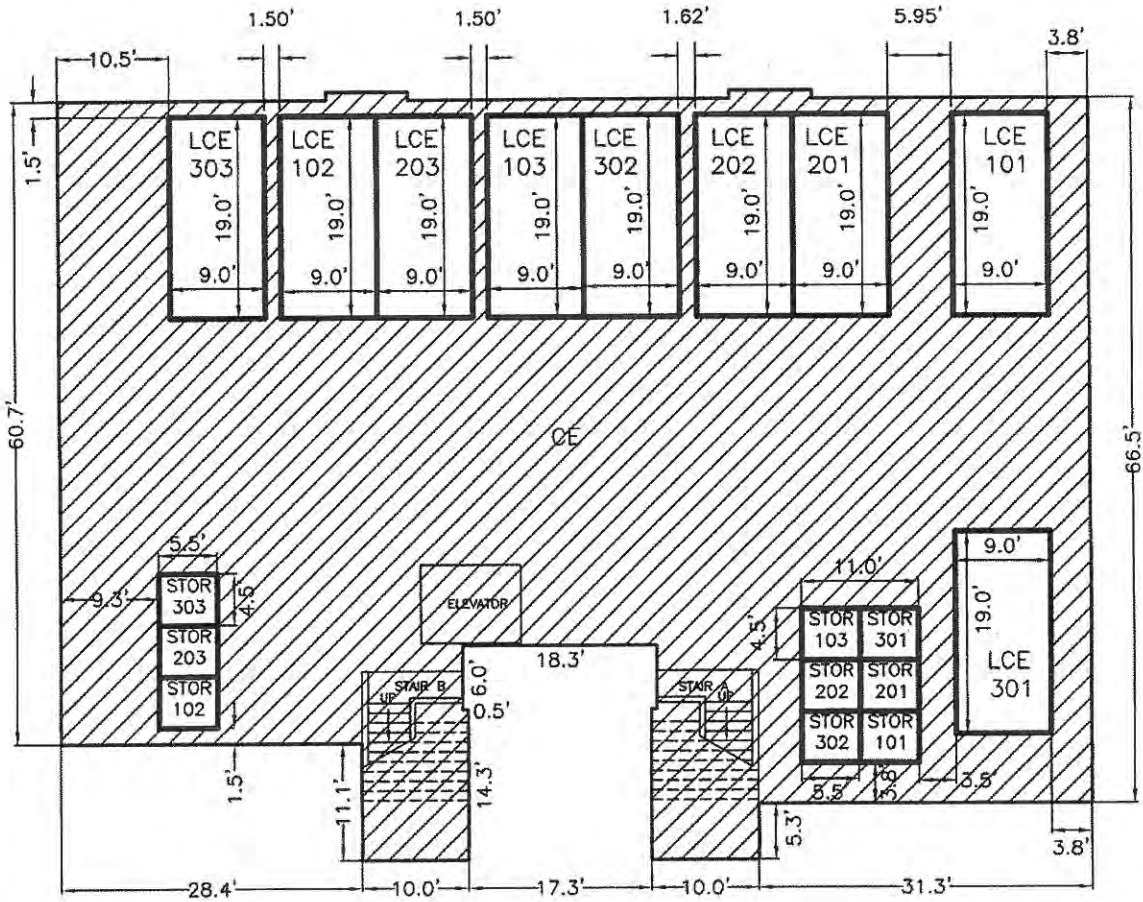 1.50' 1.50' 1.62' 5.95' 3.8'
10.5'
1.5'
LCE 303
LCE 102
LCE 203
LCE 103
LCE 302
LCE 202
LCE 201
LCE 101
19.0' 19.0' 19.0' 19.0' 19.0' 19.0' 19.0' 19.0'
9.0' 9.0' 9.0' 9.0' 9.0' 9.0' 9.0' 9.0'
60.7'
CE
66.5'
5.5'
STOR 303
4.5'
9.3'
STOR 203
STOR 102
1.5'
ELEVATOR
18.3'
STAIR B
UP
6.0'
0.5'
14.3'
11.1'
STAIR A
UP
11.0'
4.5'
STOR 103
STOR 301
STOR 202
STOR 201
STOR 302
STOR 101
5.5
3.8'
3.5'
9.0'
19.0'
LCE 301
5.3'
3.8'
28.4' 10.0' 17.3' 10.0' 31.3'